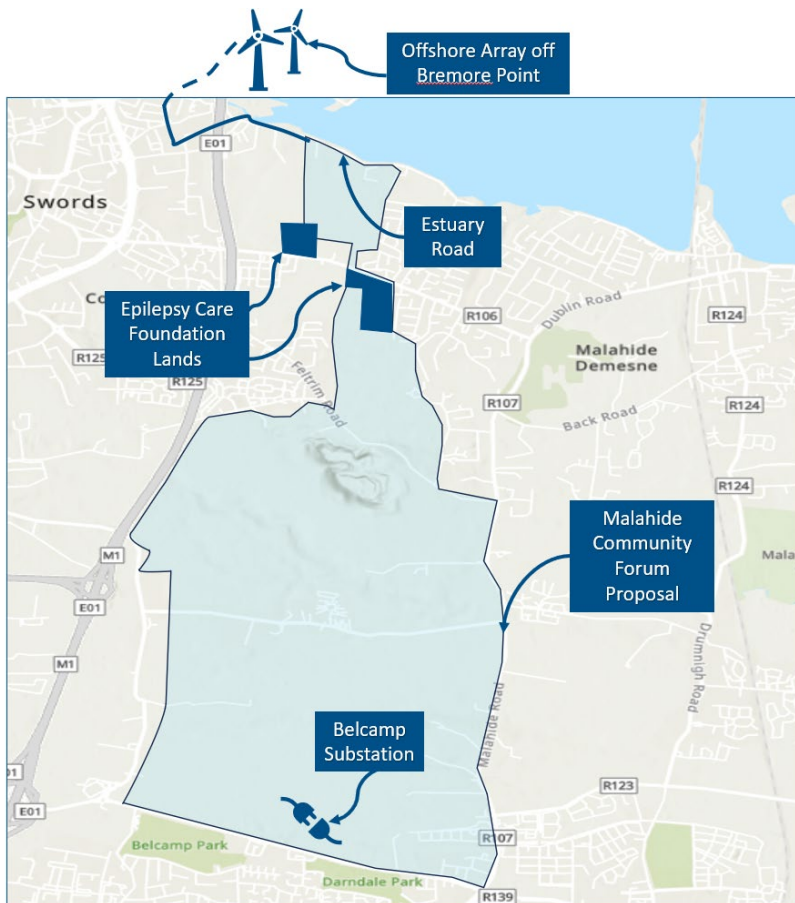 Offshore Array off
Bremore Point
E01
Swords
Estuary
Road
Epilepsy Care
Foundation
Lands
R106
Dublin Road
R124
R125
R125
Malahide
Demesne
Feltrim Road
R107
Back Road
R124
R124
Malahide
Community
Forum
Proposal
M1
E01
M1
Drumnigh Road
Malahide Road
Belcamp
Substation
R123
E01
R107
Belcamp Park
Darndale Park
R139